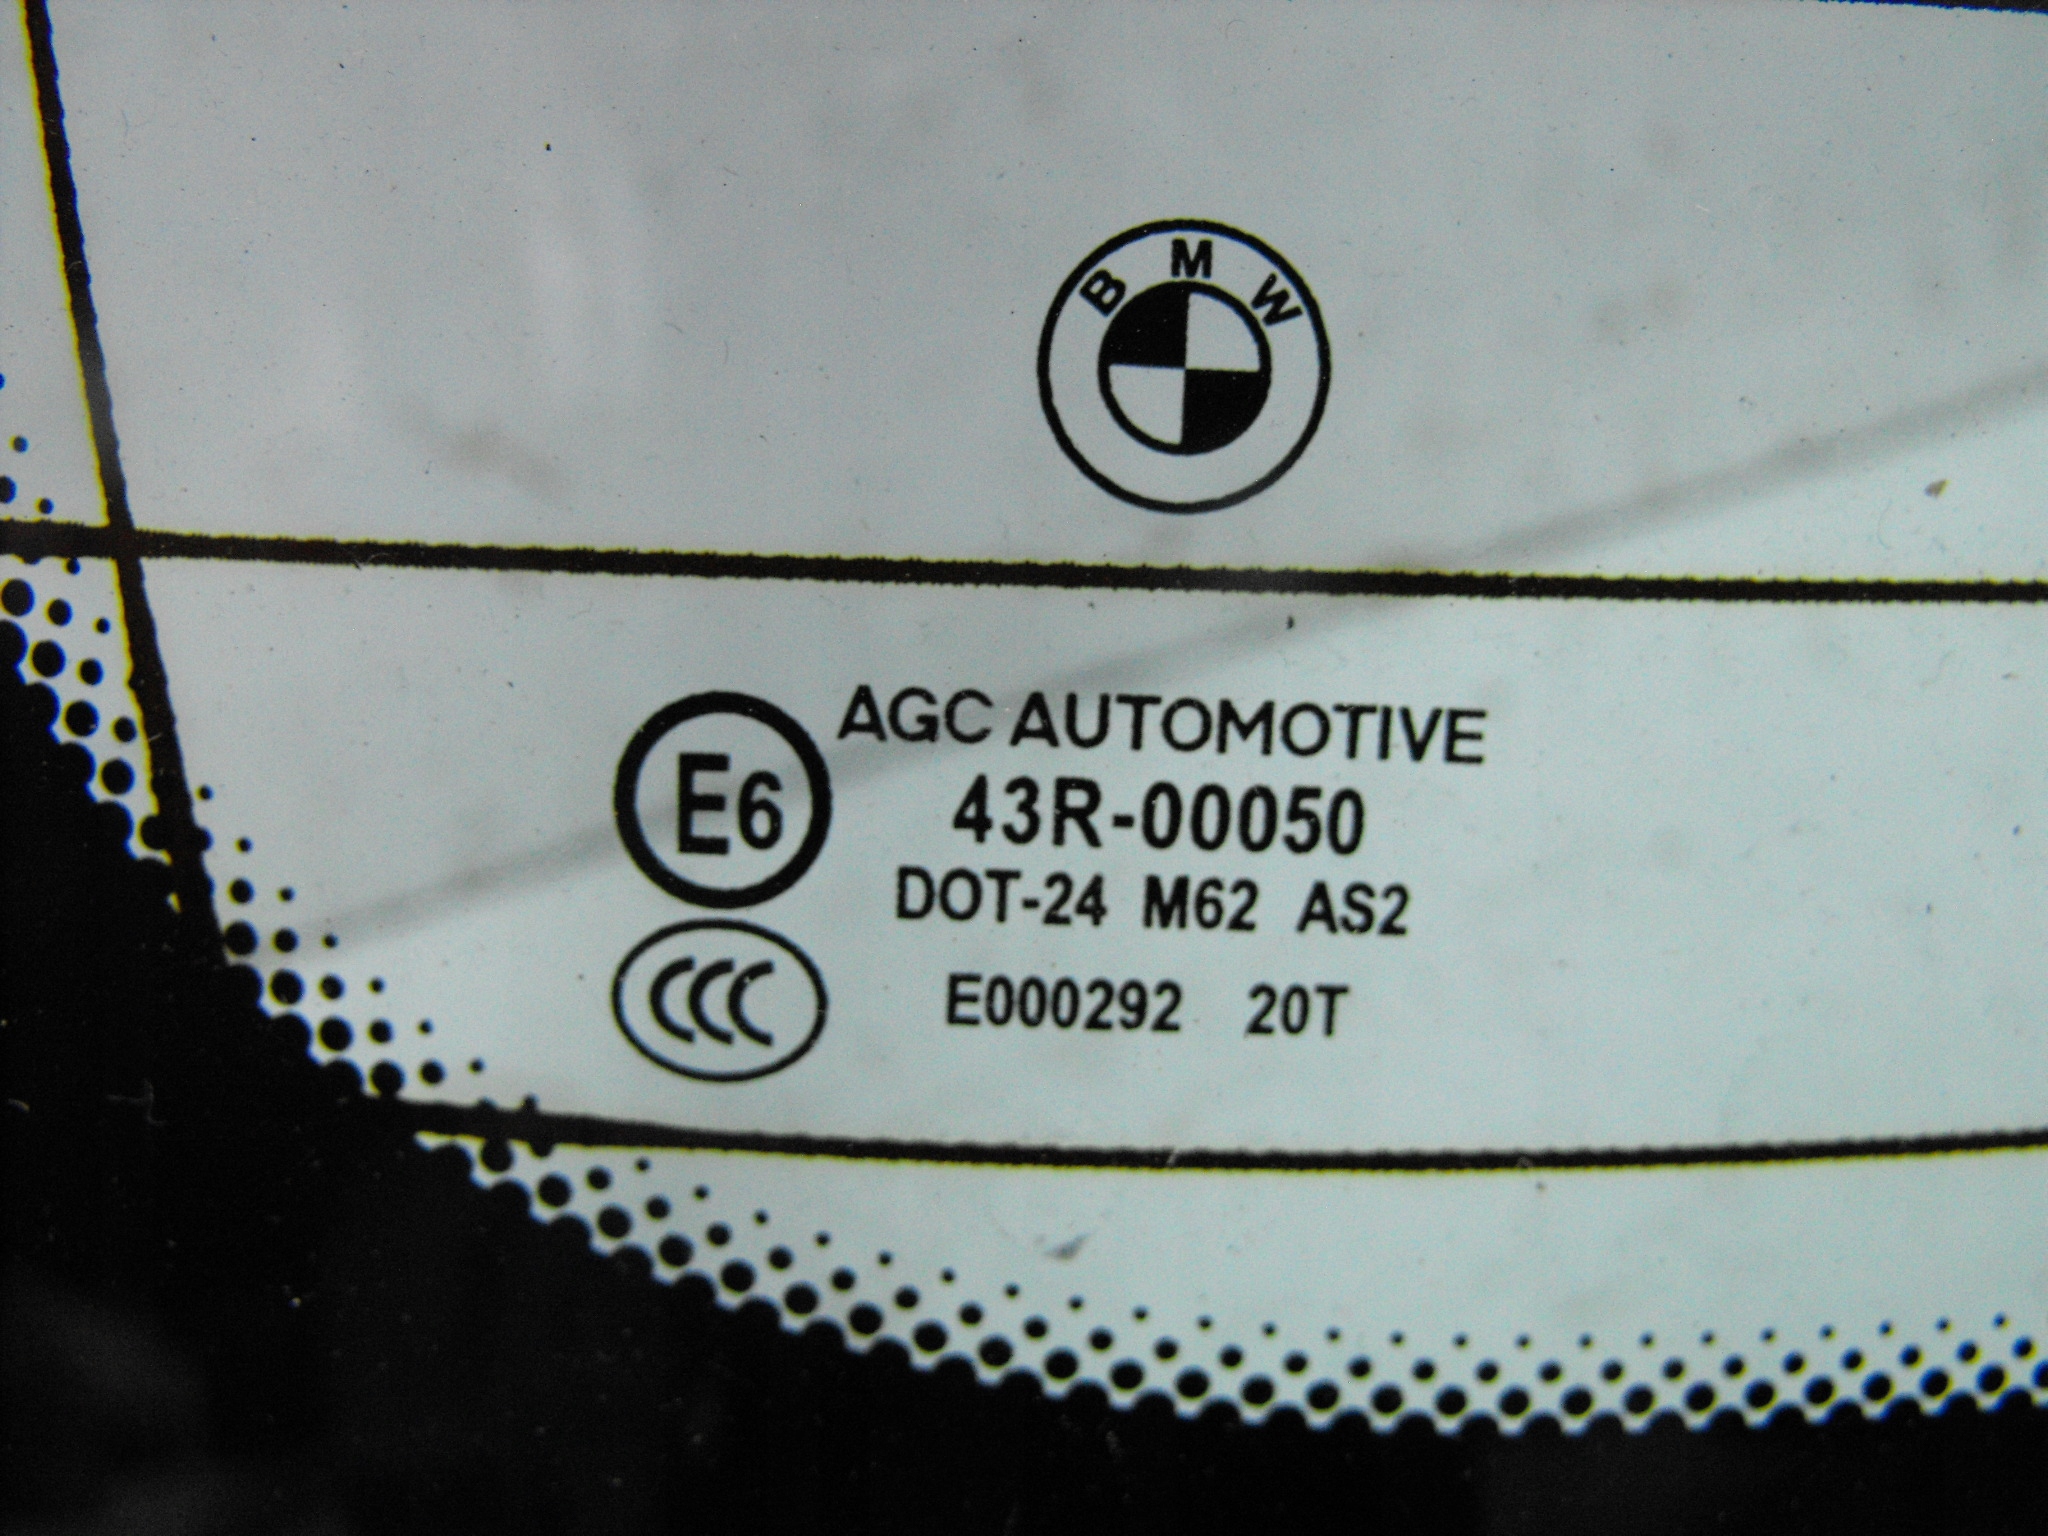 BMW
AGC AUTOMOTIVE
E6 43R-00050
DOT-24 M62 AS2
CCC E000292 20T